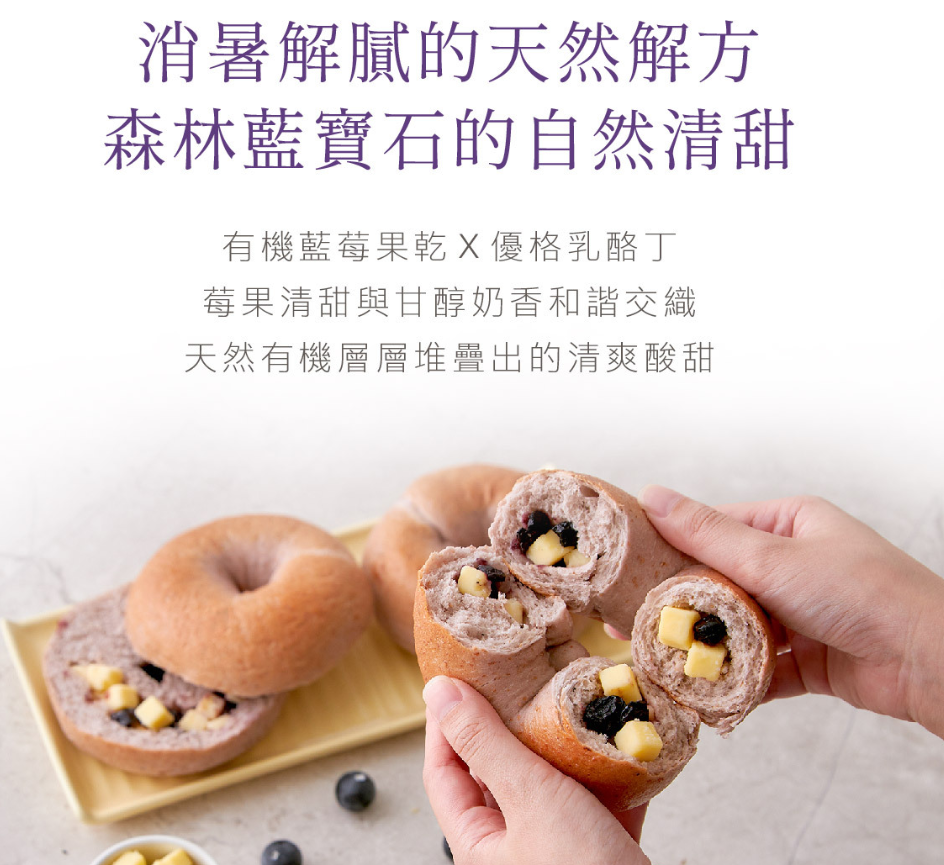 消暑解膩的天然解方
森林藍寶石的自然清甜
有機藍莓果乾 X 優格乳酪丁
莓果清甜與甘醇奶香和諧交織
天然有機層層堆疊出的清爽酸甜